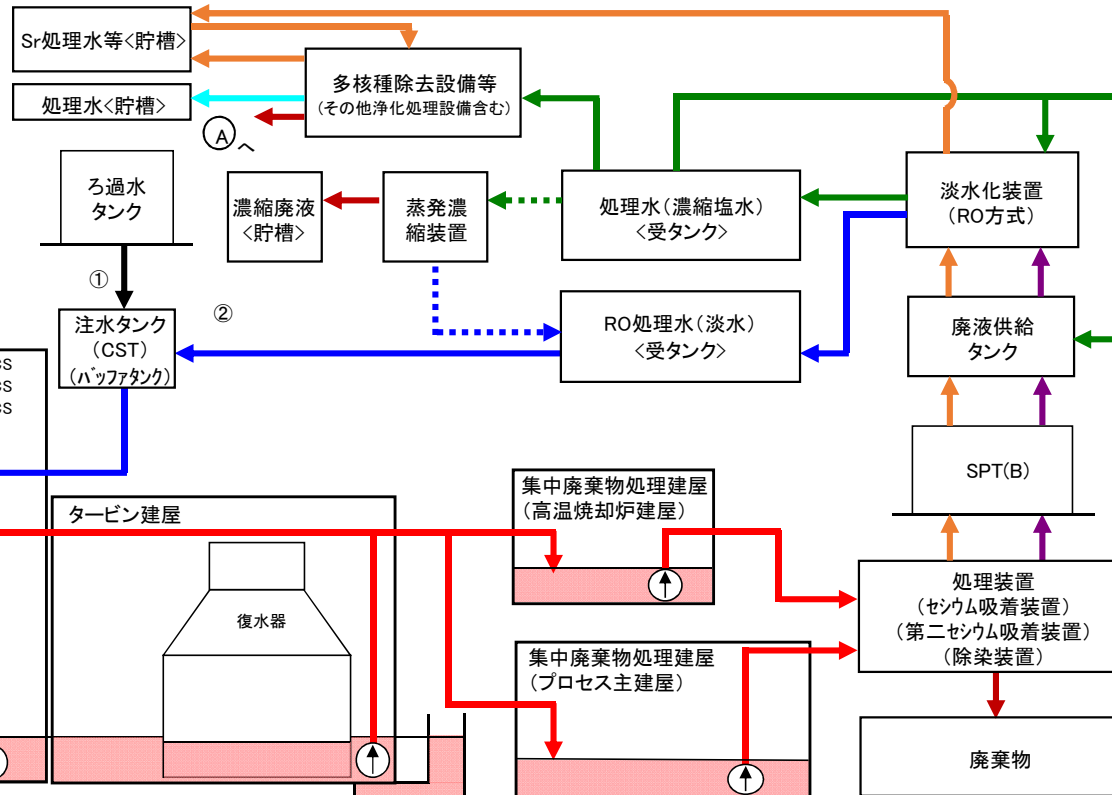 Sr処理水等<貯槽>
多核種除去設備等
(その他浄化処理設備含む)
処理水<貯槽>
Aへ
ろ過水
タンク
濃縮廃液
<貯槽>
蒸発濃
縮装置
処理水(濃縮塩水)
<受タンク>
淡水化装置
(RO方式)
①
②
注水タンク
(CST)
(バッファタンク)
RO処理水(淡水)
<受タンク>
廃液供給
タンク
CS
CS
CS
SPT(B)
タービン建屋
復水器
集中廃棄物処理建屋
(高温焼却炉建屋)
処理装置
(セシウム吸着装置)
(第二セシウム吸着装置)
(除染装置)
集中廃棄物処理建屋
(プロセス主建屋)
廃棄物